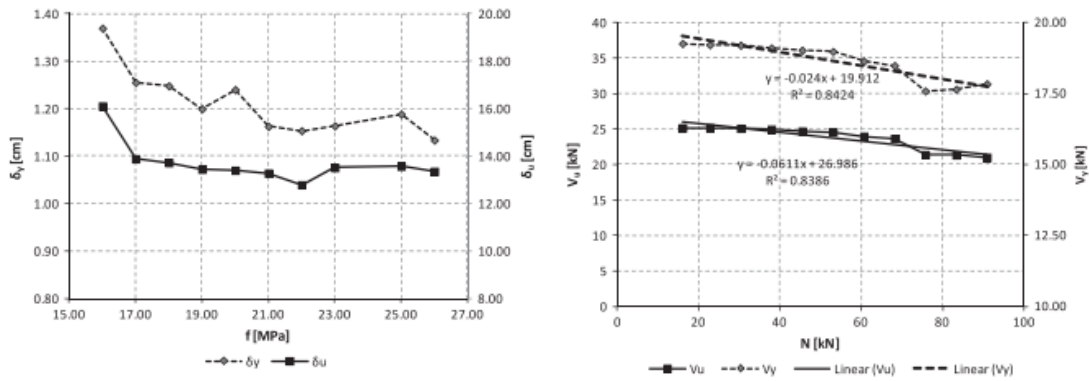 1.40
1.30
1.20
1.10
1.00
0.90
0.80
δy [cm]
20.00
18.00
16.00
14.00
12.00
10.00
8.00
δu [cm]
15.00 17.00 19.00 21.00 23.00 25.00 27.00
f [MPa]
δy δu
40
35
30
25
20
15
10
5
0
Vu [kN]
y = -0.024x + 19.912
R² = 0.8424
y = -0.0611x + 26.986
R² = 0.8386
20.00
17.50
15.00
12.50
10.00
Vy [kN]
0 20 40 60 80 100
N [kN]
Vu Vy Linear (Vu) Linear (Vy)